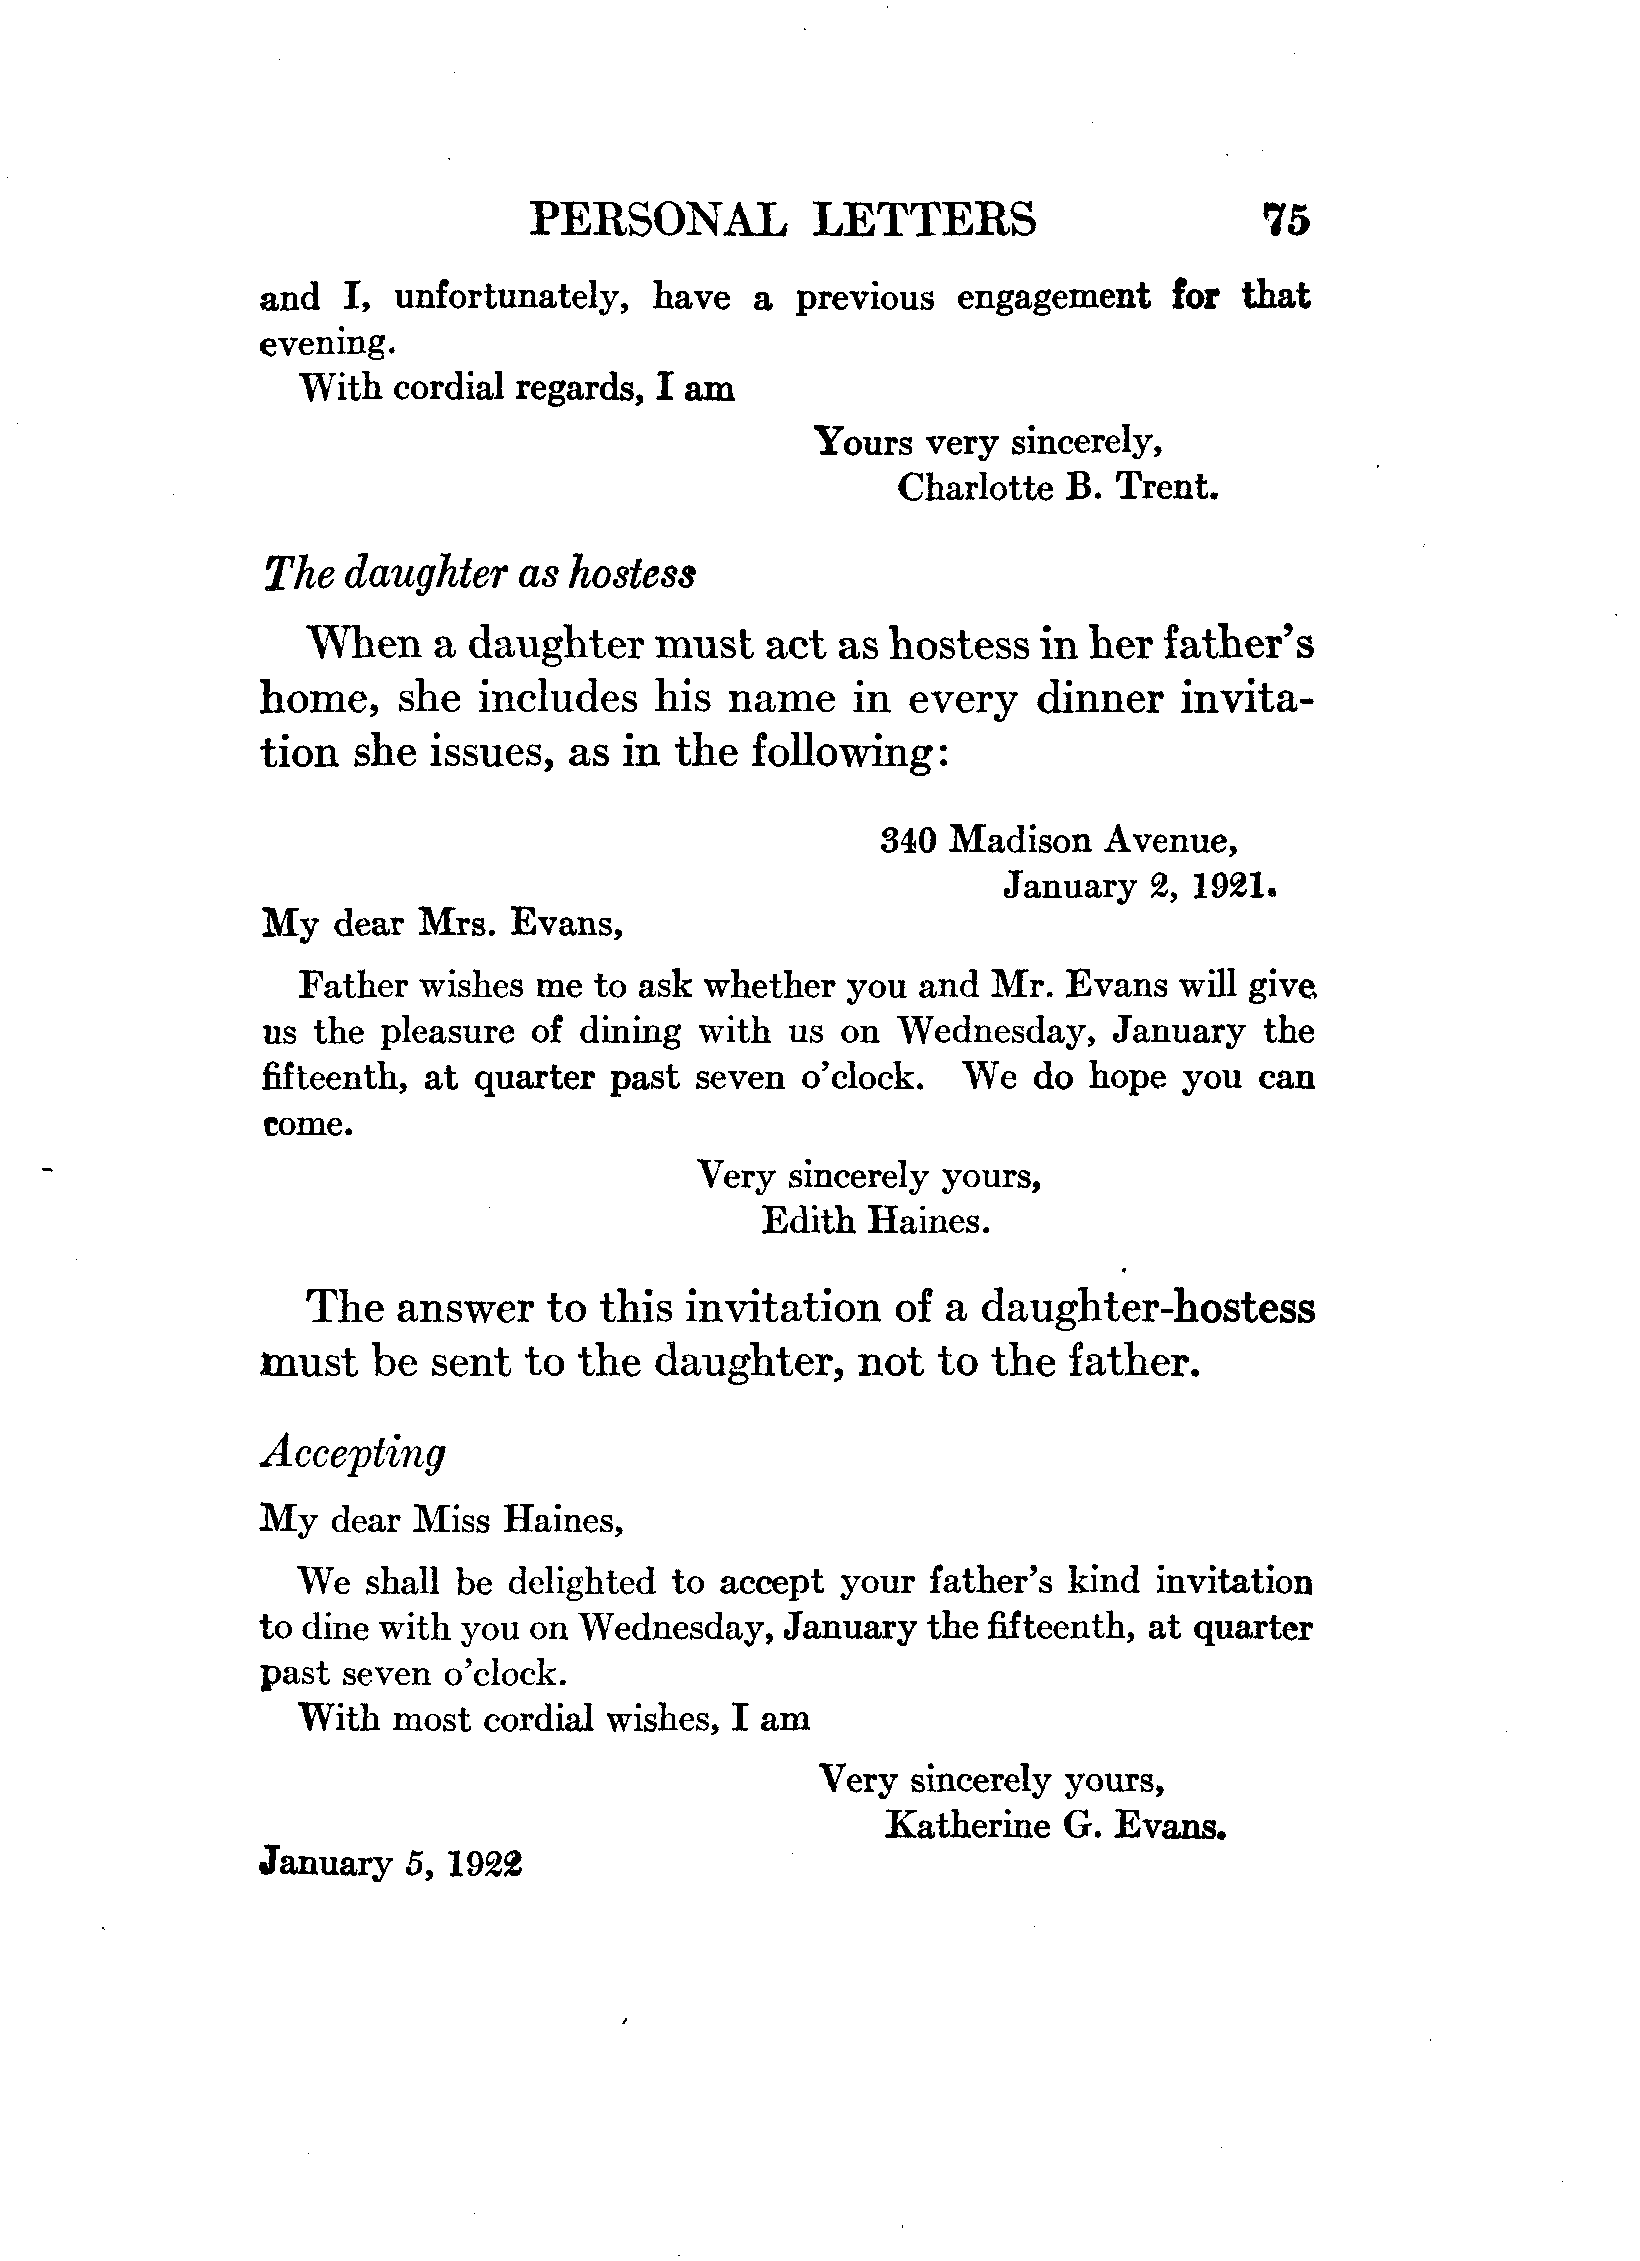 PERSONAL LETTERS 75
and I, unfortunately, have a previous engagement for that
evening.
With cordial regards, I am
Yours very sincerely,
Charlotte B. Trent.
The daughter as hostess
When a daughter must act as hostess in her father's
home, she includes his name in every dinner invita-
tion she issues, as in the following:
340 Madison Avenue,
January 2, 1921.
My dear Mrs. Evans,
Father wishes me to ask whether you and Mr. Evans will give
us the pleasure of dining with us on Wednesday, January the
fifteenth, at quarter past seven o'clock. We do hope you can
come.
Very sincerely yours,
Edith Haines.
The answer to this invitation of a daughter-hostess
must be sent to the daughter, not to the father.
Accepting
My dear Miss Haines,
We shall be delighted to accept your father's kind invitation
to dine with you on Wednesday, January the fifteenth, at quarter
past seven o'clock.
With most cordial wishes, I am
Very sincerely yours,
Katherine G. Evans.
January 5, 1922